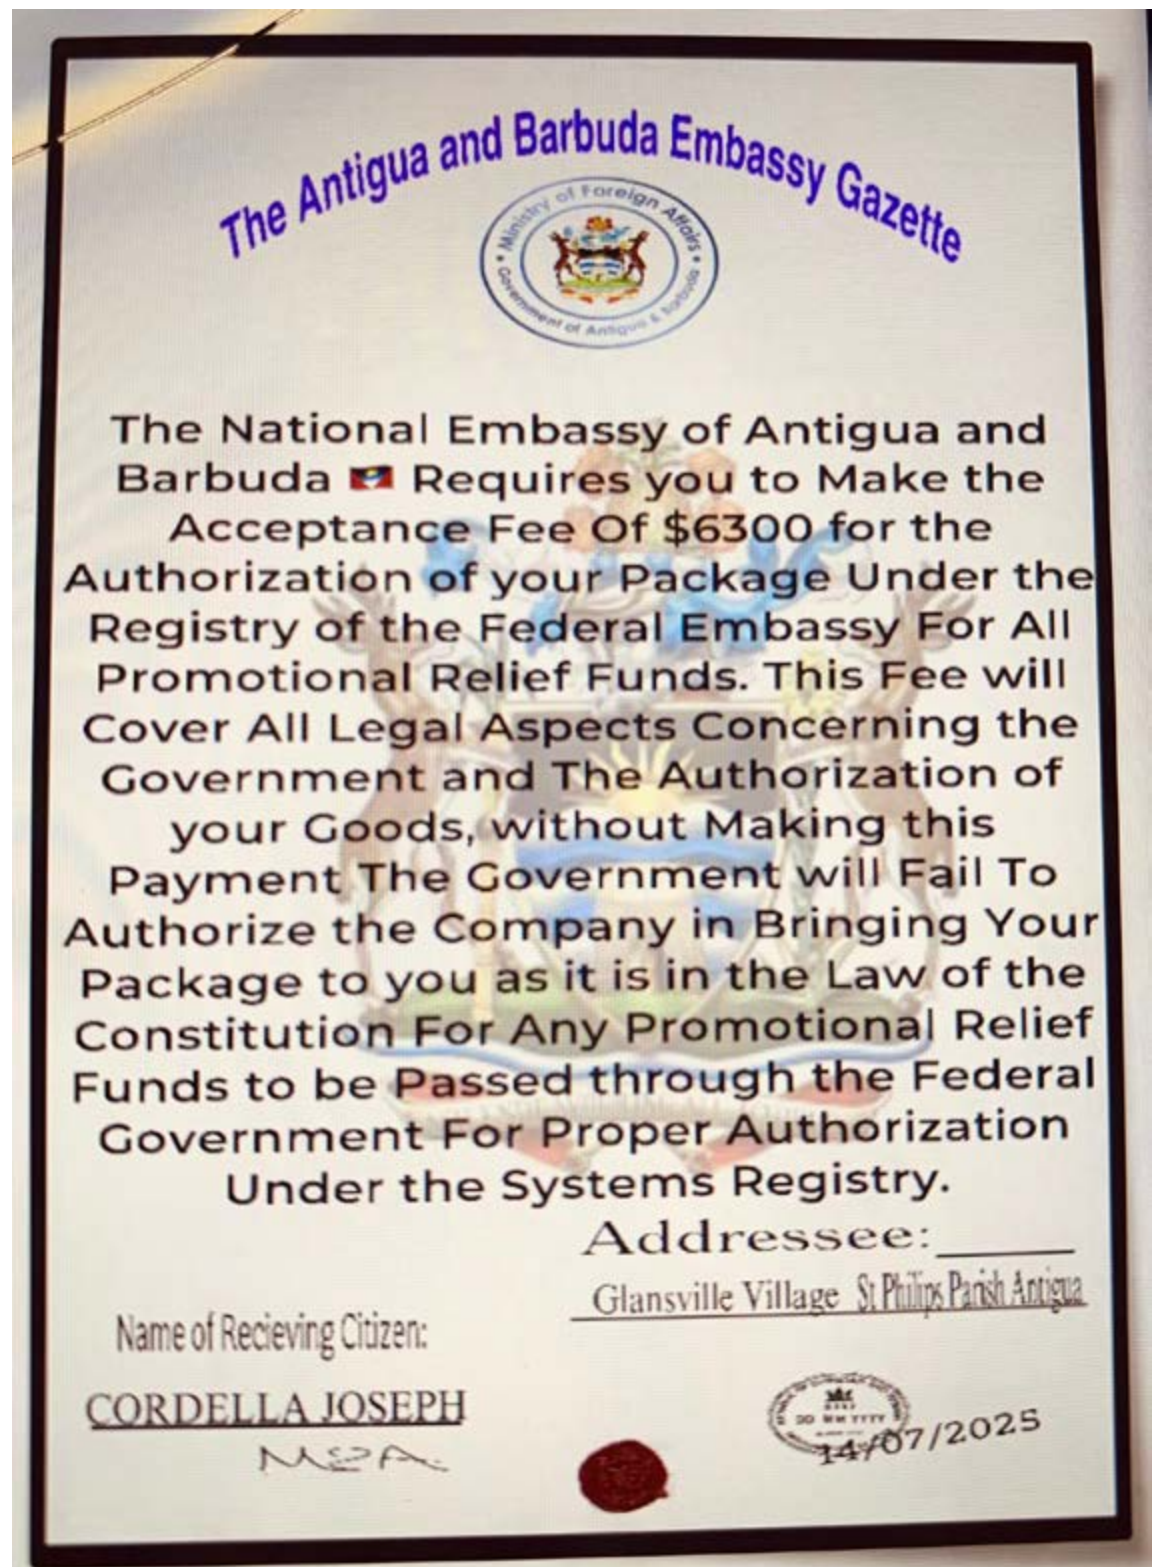 The Antigua and Barbuda Embassy Gazette
Ministry of Foreign Affairs
Government of Antigua & Barbuda
The National Embassy of Antigua and
Barbuda 🇦🇬 Requires you to Make the
Acceptance Fee Of $6300 for the
Authorization of your Package Under the
Registry of the Federal Embassy For All
Promotional Relief Funds. This Fee will
Cover All Legal Aspects Concerning the
Government and The Authorization of
your Goods, without Making this
Payment The Government will Fail To
Authorize the Company in Bringing Your
Package to you as it is in the Law of the
Constitution For Any Promotional Relief
Funds to be Passed through the Federal
Government For Proper Authorization
Under the Systems Registry.
Addressee:
Glansville Village St Philips Parish Antigua
Name of Recieving Citizen:
CORDELLA JOSEPH
DD MM YYYY
14/07/2025